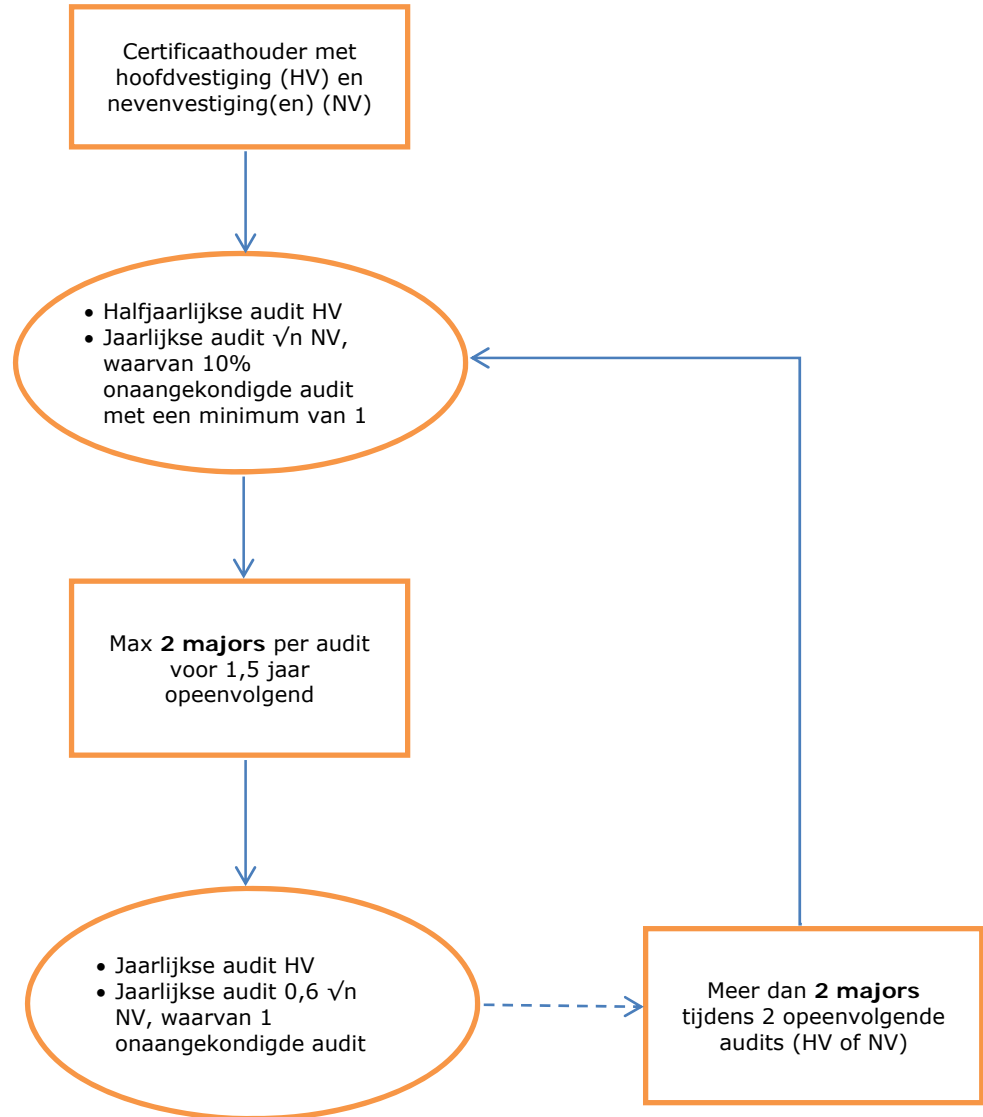 Certificaathouder met
hoofdvestiging (HV) en
nevenvestiging(en) (NV)
• Halfjaarlijkse audit HV
• Jaarlijkse audit √n NV,
waarvan 10%
onaangekondigde audit
met een minimum van 1
Max 2 majors per audit
voor 1,5 jaar
opeenvolgend
• Jaarlijkse audit HV
• Jaarlijkse audit 0,6 √n
NV, waarvan 1
onaangekondigde audit
Meer dan 2 majors
tijdens 2 opeenvolgende
audits (HV of NV)